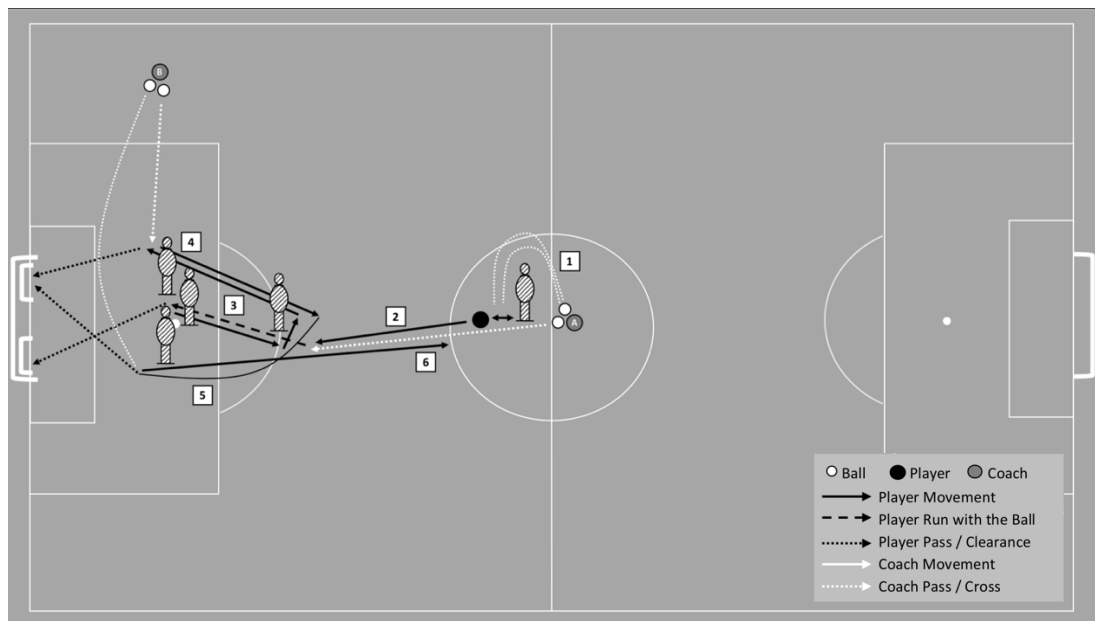 B
4
1
3
2
A
6
5
Ball Player Coach
Player Movement
Player Run with the Ball
Player Pass / Clearance
Coach Movement
Coach Pass / Cross